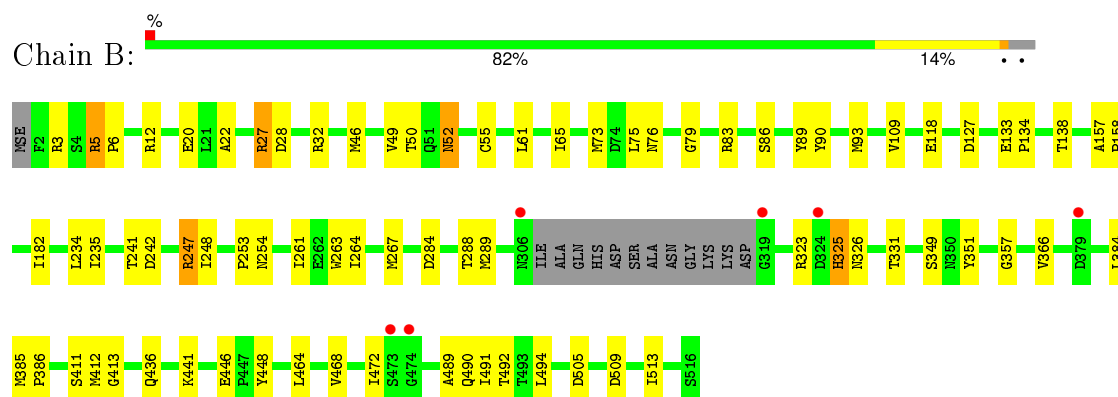 %
Chain B:
82% 14% • •
MSE F2 R3 S4 R5 P6 R12 E20 L21 A22 R27 D28 R32 M46 V49 T50 Q51 N52 C55 L61 I65 M73 D74 L75 N76 G79 R83 S86 Y89 Y90 M93 V109 E118 D127 E133 P134 T138 A157 P158
I182 L234 I235 T241 D242 R247 I248 P253 N254 I261 E262 W263 I264 M267 D284 T288 M289 N306 ILE ALA GLN HIS ASP SER ALA ASN GLY LYS LYS ASP G319 R323 D324 H325 N326 T331 S349 N350 Y351 G357 V366 D379 L384
M385 P386 S411 M412 G413 Q436 K441 E446 P447 Y448 L464 V468 I472 S473 G474 A489 Q490 I491 T492 T493 L494 D505 D509 I513 S516